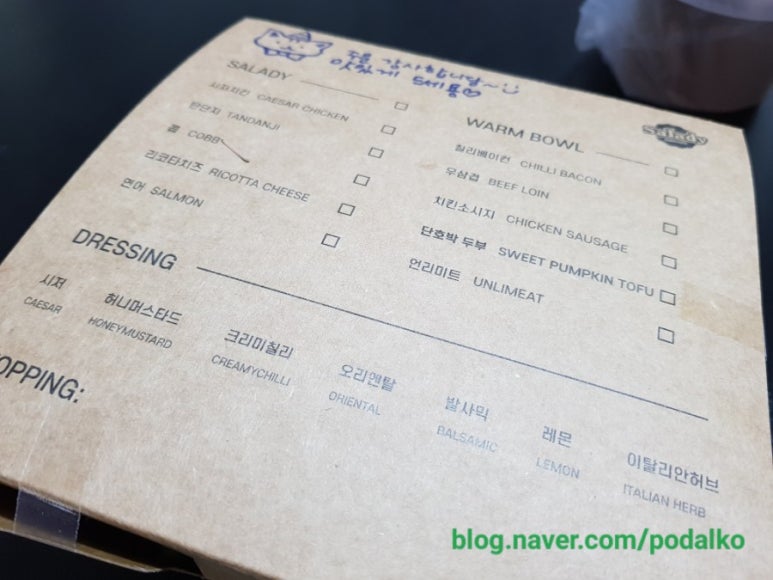 주문 감사합니다~
맛있게 드세용
SALADY
시저치킨 CAESAR CHICKEN
탄단지 TANDANJI
콥 COBB
리코타치즈 RICOTTA CHEESE
연어 SALMON
Salady
WARM BOWL
칠리베이컨 CHILLI BACON
우삼겹 BEEF LOIN
치킨소시지 CHICKEN SAUSAGE
단호박 두부 SWEET PUMPKIN TOFU
언리미트 UNLIMEAT
DRESSING
시저 허니머스타드 크리미칠리 오리엔탈 발사믹 레몬 이탈리안허브
CAESAR HONEYMUSTARD CREAMYCHILLI ORIENTAL BALSAMIC LEMON ITALIAN HERB
OPPING:
blog.naver.com/podalko